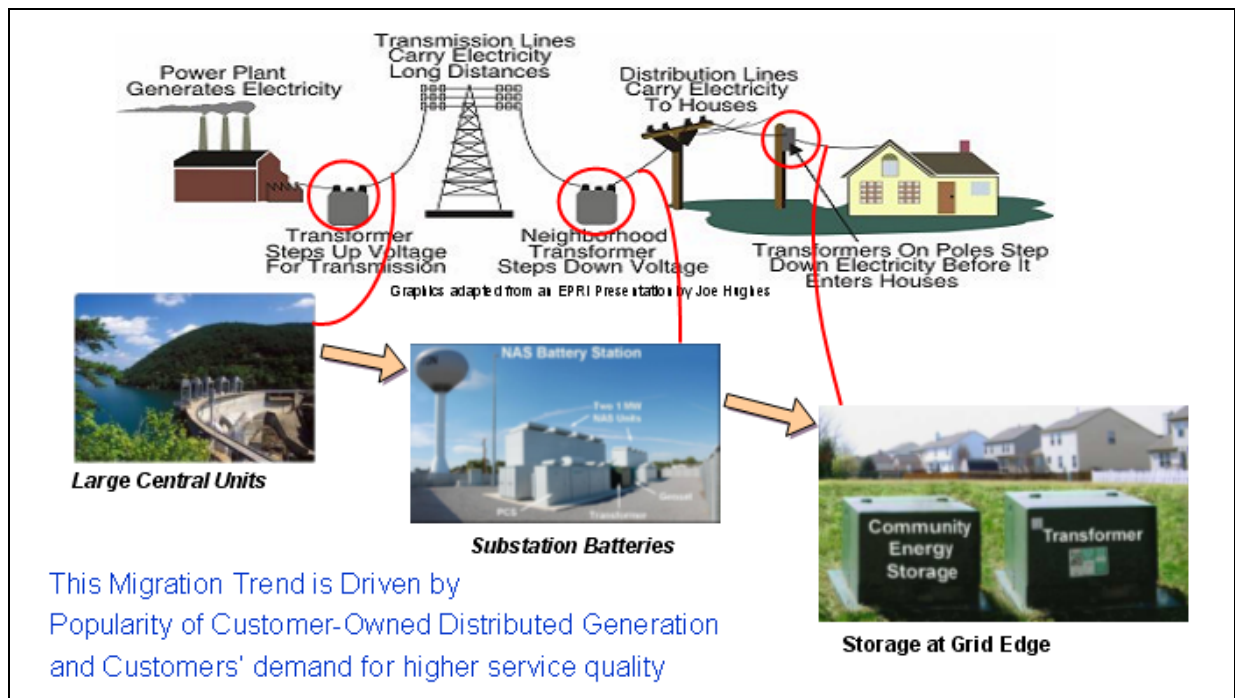 Power Plant
Generates Electricity
Transmission Lines
Carry Electricity
Long Distances
Distribution Lines
Carry Electricity
To Houses
Transformer
Steps Up Voltage
For Transmission
Neighborhood
Transformer
Steps Down Voltage
Transformers On Poles Step
Down Electricity Before It
Enters Houses
Graphics adapted from an EPRI Presentation by Joe Hughes
NAS Battery Station
Two 1 MW
NAS Units
PCS
Transformer
Genset
Large Central Units
Substation Batteries
Community
Energy
Storage
Transformer
Storage at Grid Edge
This Migration Trend is Driven by
Popularity of Customer-Owned Distributed Generation
and Customers' demand for higher service quality